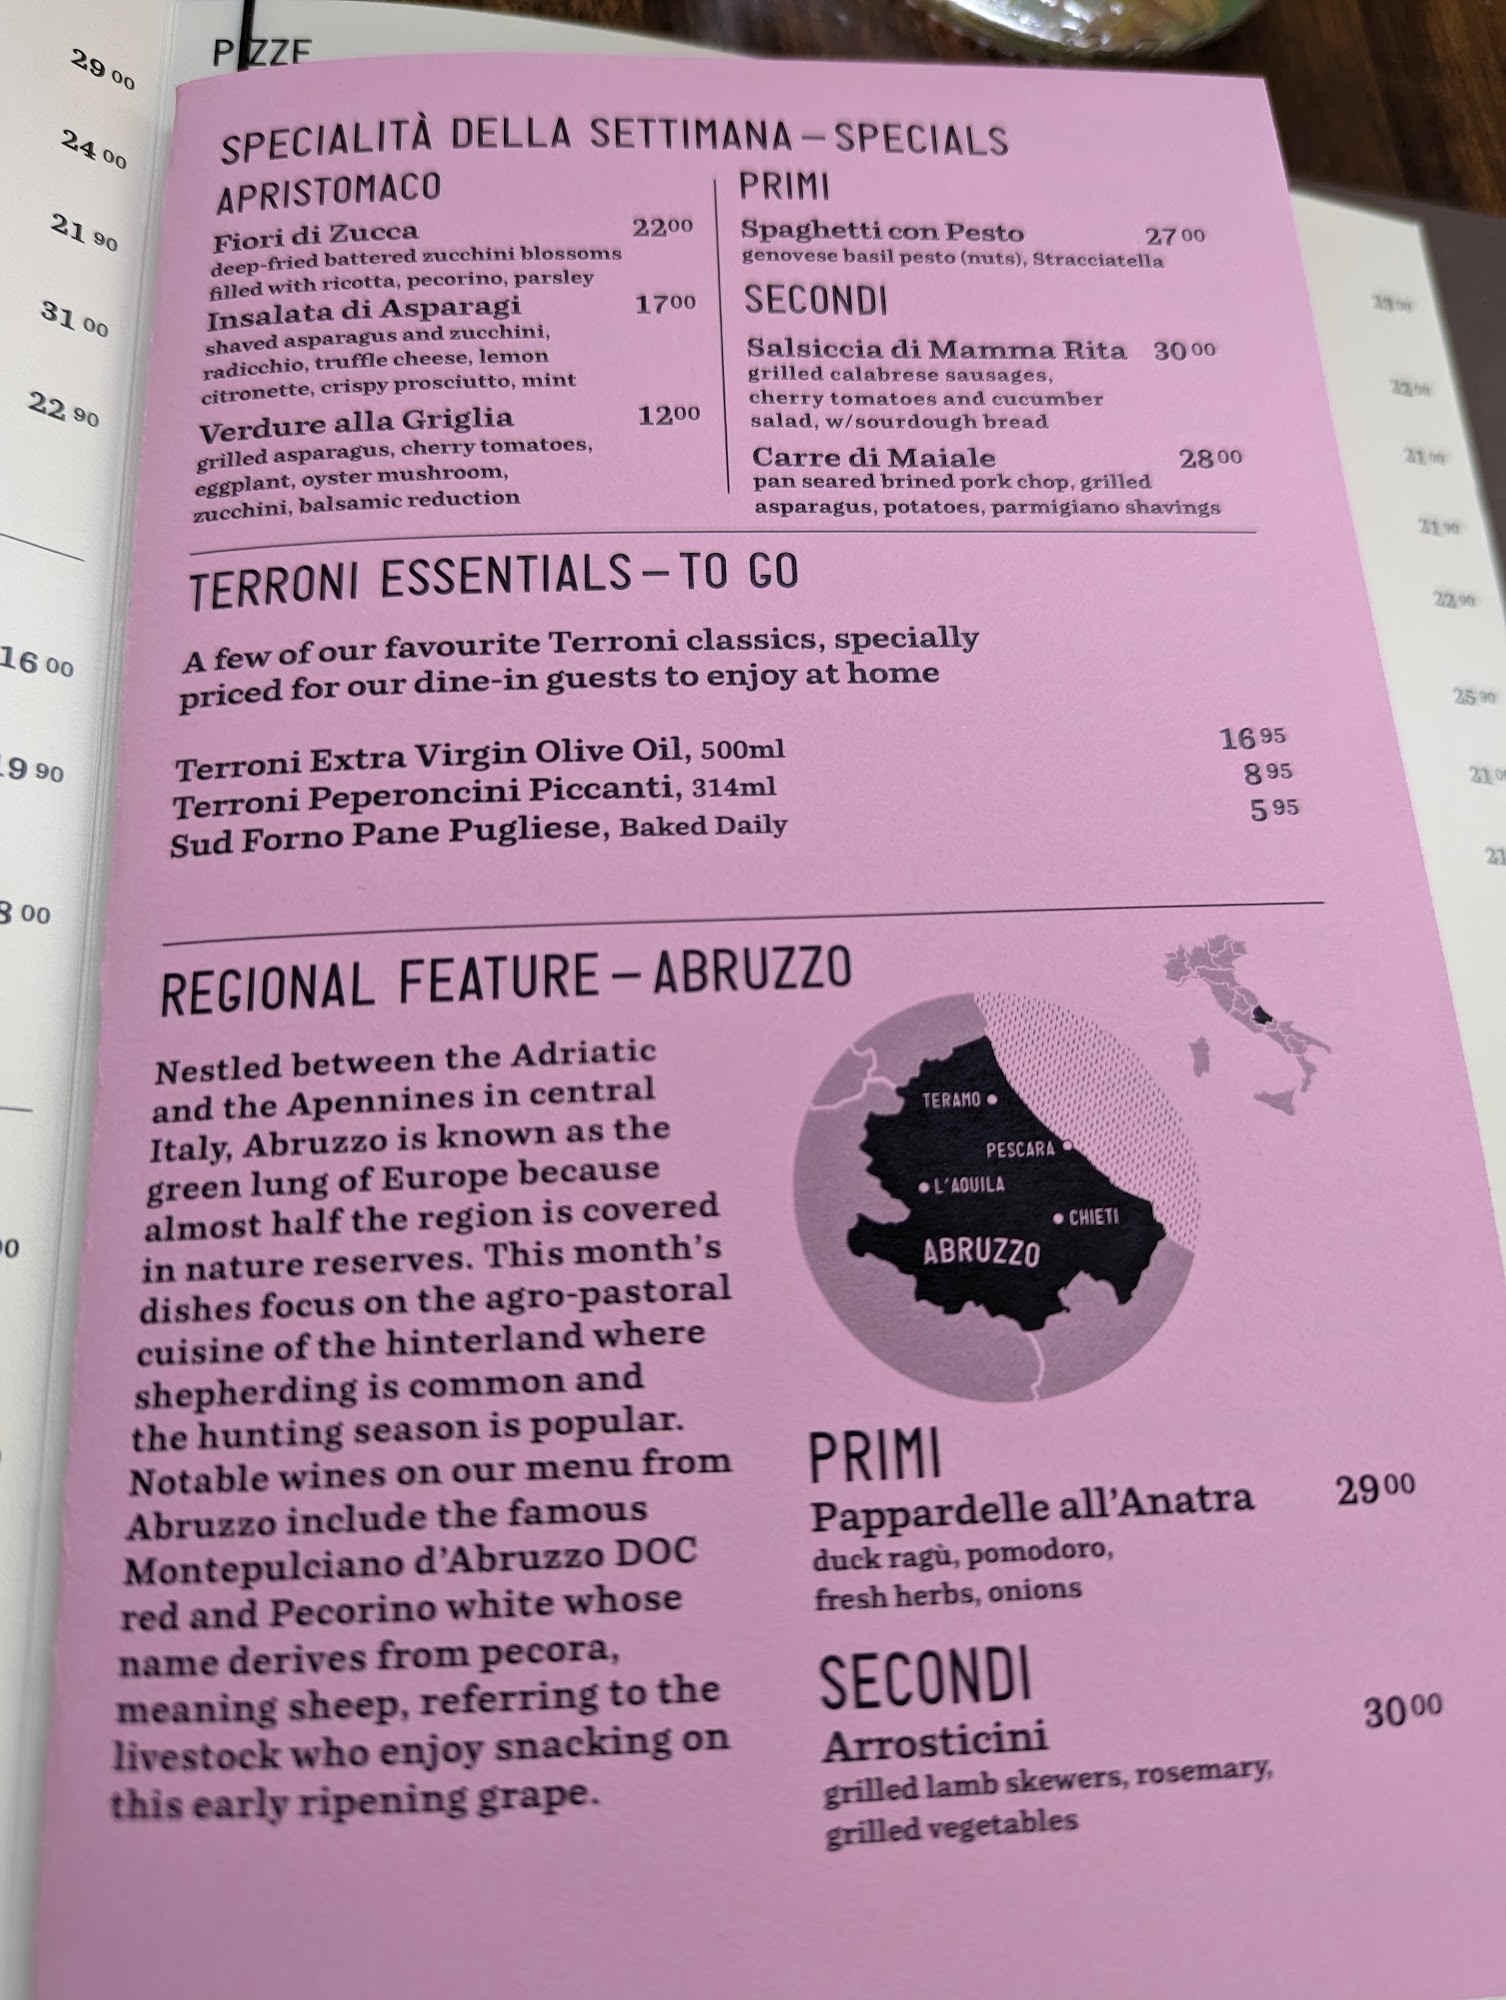 29 00
24 00
21 90
31 00
22 90
16 00
9 90
00
PIZZE
SPECIALITÀ DELLA SETTIMANA – SPECIALS
APRISTOMACO
Fiori di Zucca 22 00
deep-fried battered zucchini blossoms
filled with ricotta, pecorino, parsley
Insalata di Asparagi 17 00
shaved asparagus and zucchini,
radicchio, truffle cheese, lemon
citronette, crispy prosciutto, mint
Verdure alla Griglia 12 00
grilled asparagus, cherry tomatoes,
eggplant, oyster mushroom,
zucchini, balsamic reduction
PRIMI
Spaghetti con Pesto 27 00
genovese basil pesto (nuts), Stracciatella
SECONDI
Salsiccia di Mamma Rita 30 00
grilled calabrese sausages,
cherry tomatoes and cucumber
salad, w/sourdough bread
Carre di Maiale 28 00
pan seared brined pork chop, grilled
asparagus, potatoes, parmigiano shavings
TERRONI ESSENTIALS – TO GO
A few of our favourite Terroni classics, specially
priced for our dine-in guests to enjoy at home
Terroni Extra Virgin Olive Oil, 500ml 16 95
Terroni Peperoncini Piccanti, 314ml 8 95
Sud Forno Pane Pugliese, Baked Daily 5 95
REGIONAL FEATURE – ABRUZZO
Nestled between the Adriatic
and the Apennines in central
Italy, Abruzzo is known as the
green lung of Europe because
almost half the region is covered
in nature reserves. This month's
dishes focus on the agro-pastoral
cuisine of the hinterland where
shepherding is common and
the hunting season is popular.
Notable wines on our menu from
Abruzzo include the famous
Montepulciano d'Abruzzo DOC
red and Pecorino white whose
name derives from pecora,
meaning sheep, referring to the
livestock who enjoy snacking on
this early ripening grape.
TERAMO
PESCARA
L'AQUILA
CHIETI
ABRUZZO
PRIMI
Pappardelle all'Anatra 29 00
duck ragù, pomodoro,
fresh herbs, onions
SECONDI
Arrosticini 30 00
grilled lamb skewers, rosemary,
grilled vegetables
21 00
21 90
22 90
25 90